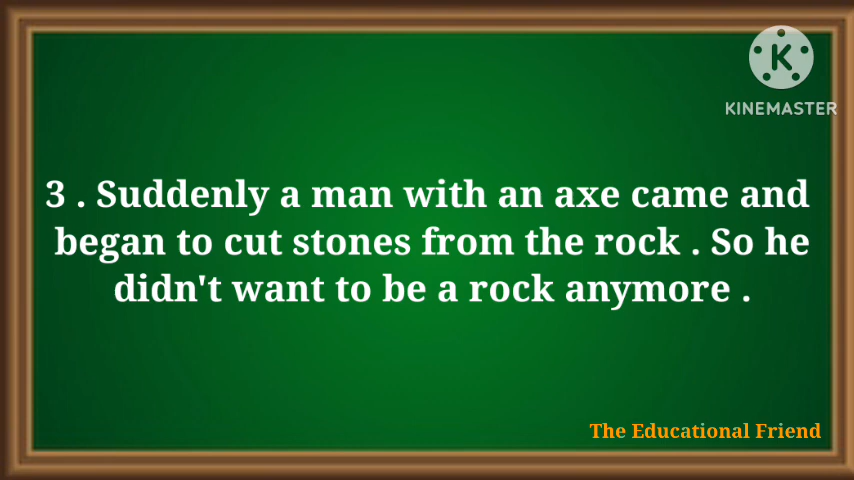 KINEMASTER
3 . Suddenly a man with an axe came and
began to cut stones from the rock . So he
didn't want to be a rock anymore .
The Educational Friend